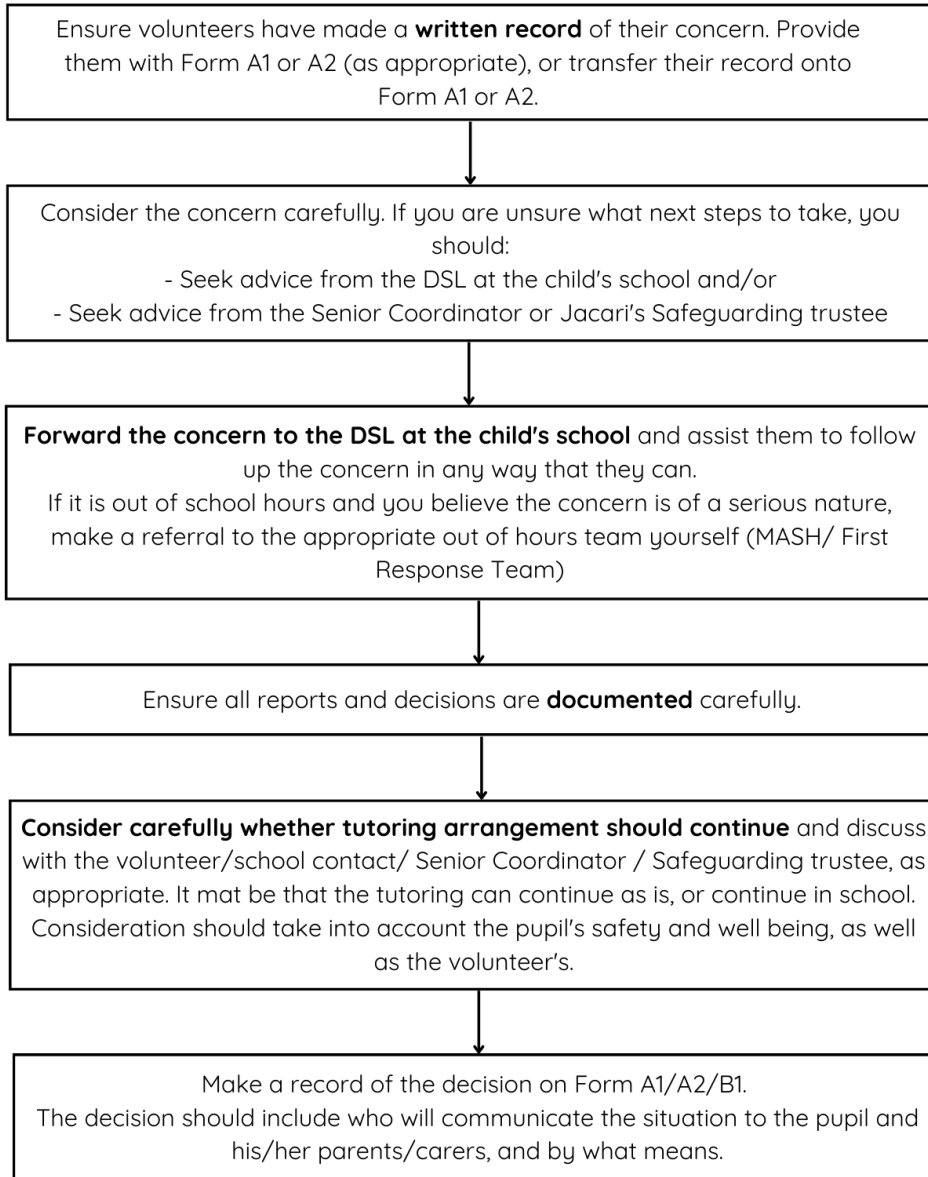 Ensure volunteers have made a written record of their concern. Provide
them with Form A1 or A2 (as appropriate), or transfer their record onto
Form A1 or A2.
Consider the concern carefully. If you are unsure what next steps to take, you
should:
- Seek advice from the DSL at the child's school and/or
- Seek advice from the Senior Coordinator or Jacari's Safeguarding trustee
Forward the concern to the DSL at the child's school and assist them to follow
up the concern in any way that they can.
If it is out of school hours and you believe the concern is of a serious nature,
make a referral to the appropriate out of hours team yourself (MASH/ First
Response Team)
Ensure all reports and decisions are documented carefully.
Consider carefully whether tutoring arrangement should continue and discuss
with the volunteer/school contact/ Senior Coordinator / Safeguarding trustee, as
appropriate. It mat be that the tutoring can continue as is, or continue in school.
Consideration should take into account the pupil's safety and well being, as well
as the volunteer's.
Make a record of the decision on Form A1/A2/B1.
The decision should include who will communicate the situation to the pupil and
his/her parents/carers, and by what means.